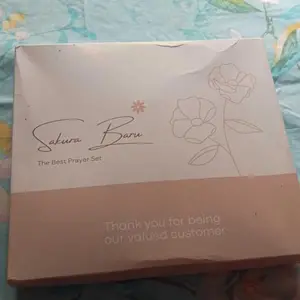 Sakura Baru
The Best Prayer Set
Thank you for being
our valued customer